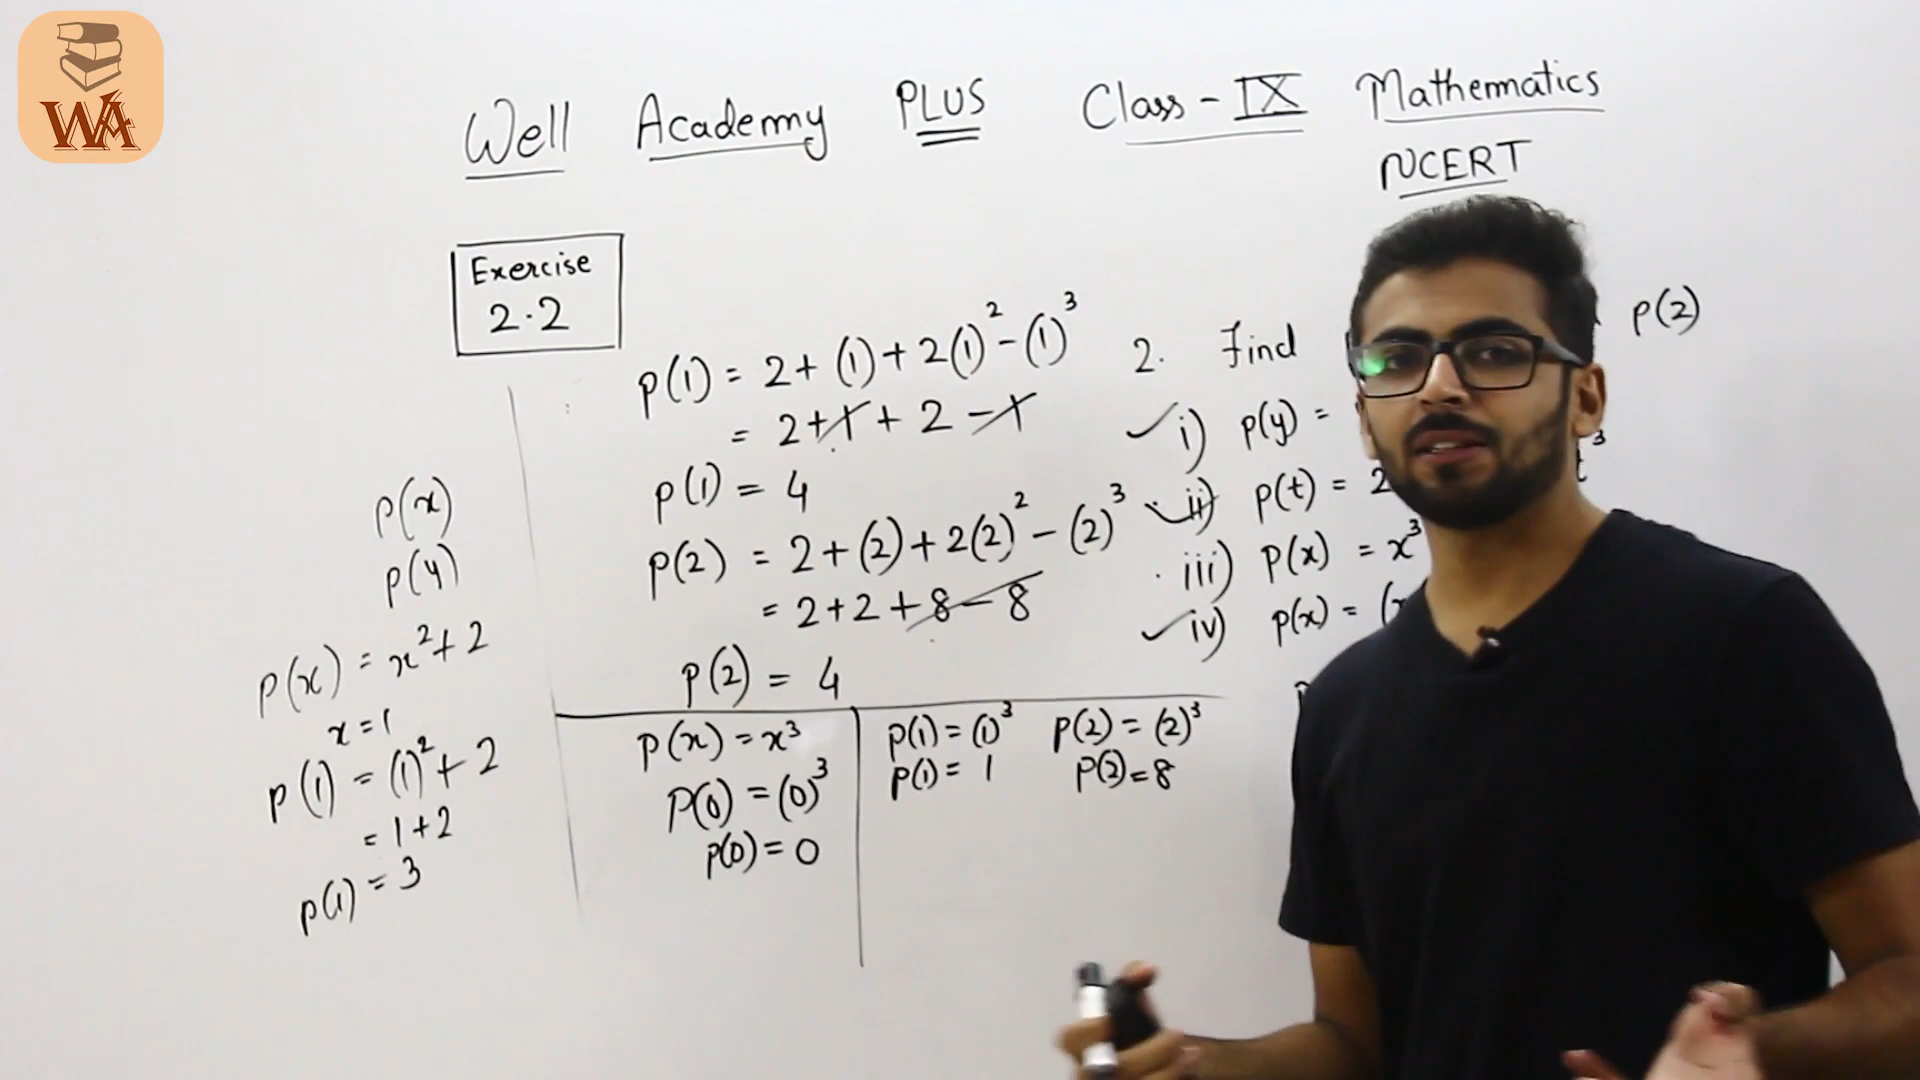 WA
Well Academy PLUS Class - IX Mathematics
NCERT
Exercise
2.2
p(x)
p(y)
p(x) = x²+2
x=1
p(1) = (1)²+2
= 1+2
p(1) = 3
p(1) = 2+(1)+2(1)²-(1)³
= 2+1+2-1
p(1) = 4
p(2) = 2+(2)+2(2)²-(2)³
= 2+2+8-8
p(2) = 4
p(x) = x³
p(0) = (0)³
p(0) = 0
p(1) = (1)³
p(1) = 1
p(2) = (2)³
p(2) = 8
2. Find p(2)
i) p(y) =
ii) p(t) = 2 t³
iii) p(x) = x³
iv) p(x) = (x